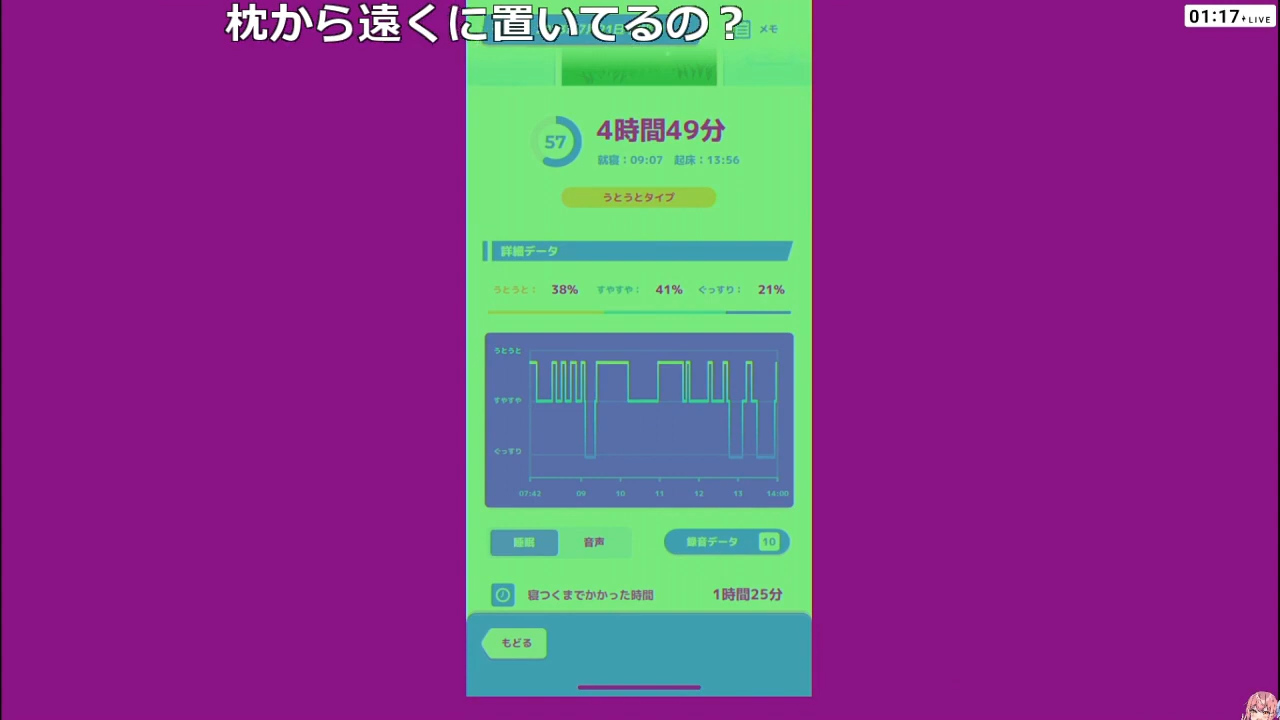 枕から遠くに置いてるの？
01:17 +LIVE
メモ
57
4時間49分
就寝：09:07 起床：13:56
うとうとタイプ
詳細データ
うとうと： 38% すやすや： 41% ぐっすり： 21%
うとうと
すやすや
ぐっすり
07:42 09 10 11 12 13 14:00
睡眠 音声 録音データ 10
寝つくまでかかった時間 1時間25分
もどる